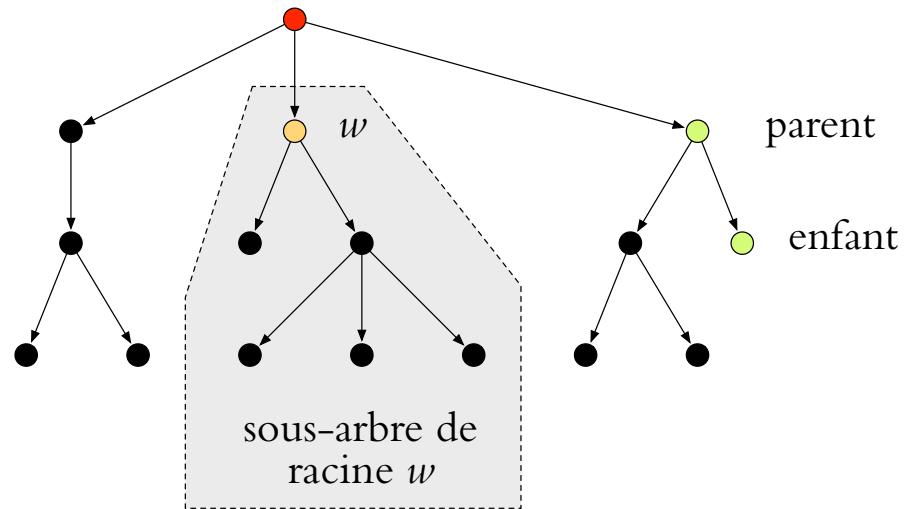 w
parent
enfant
sous-arbre de
racine w